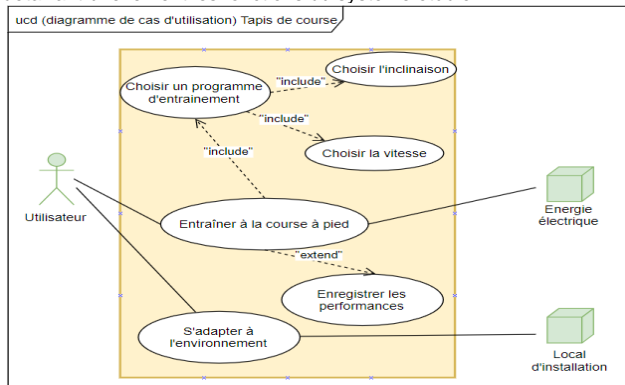 ucd (diagramme de cas d'utilisation) Tapis de course
Choisir l'inclinaison
"include"
Choisir un programme
d'entrainement
"include"
Choisir la vitesse
"include"
Utilisateur
Entraîner à la course à pied
Energie
électrique
"extend"
Enregistrer les
performances
S'adapter à
l'environnement
Local
d'installation